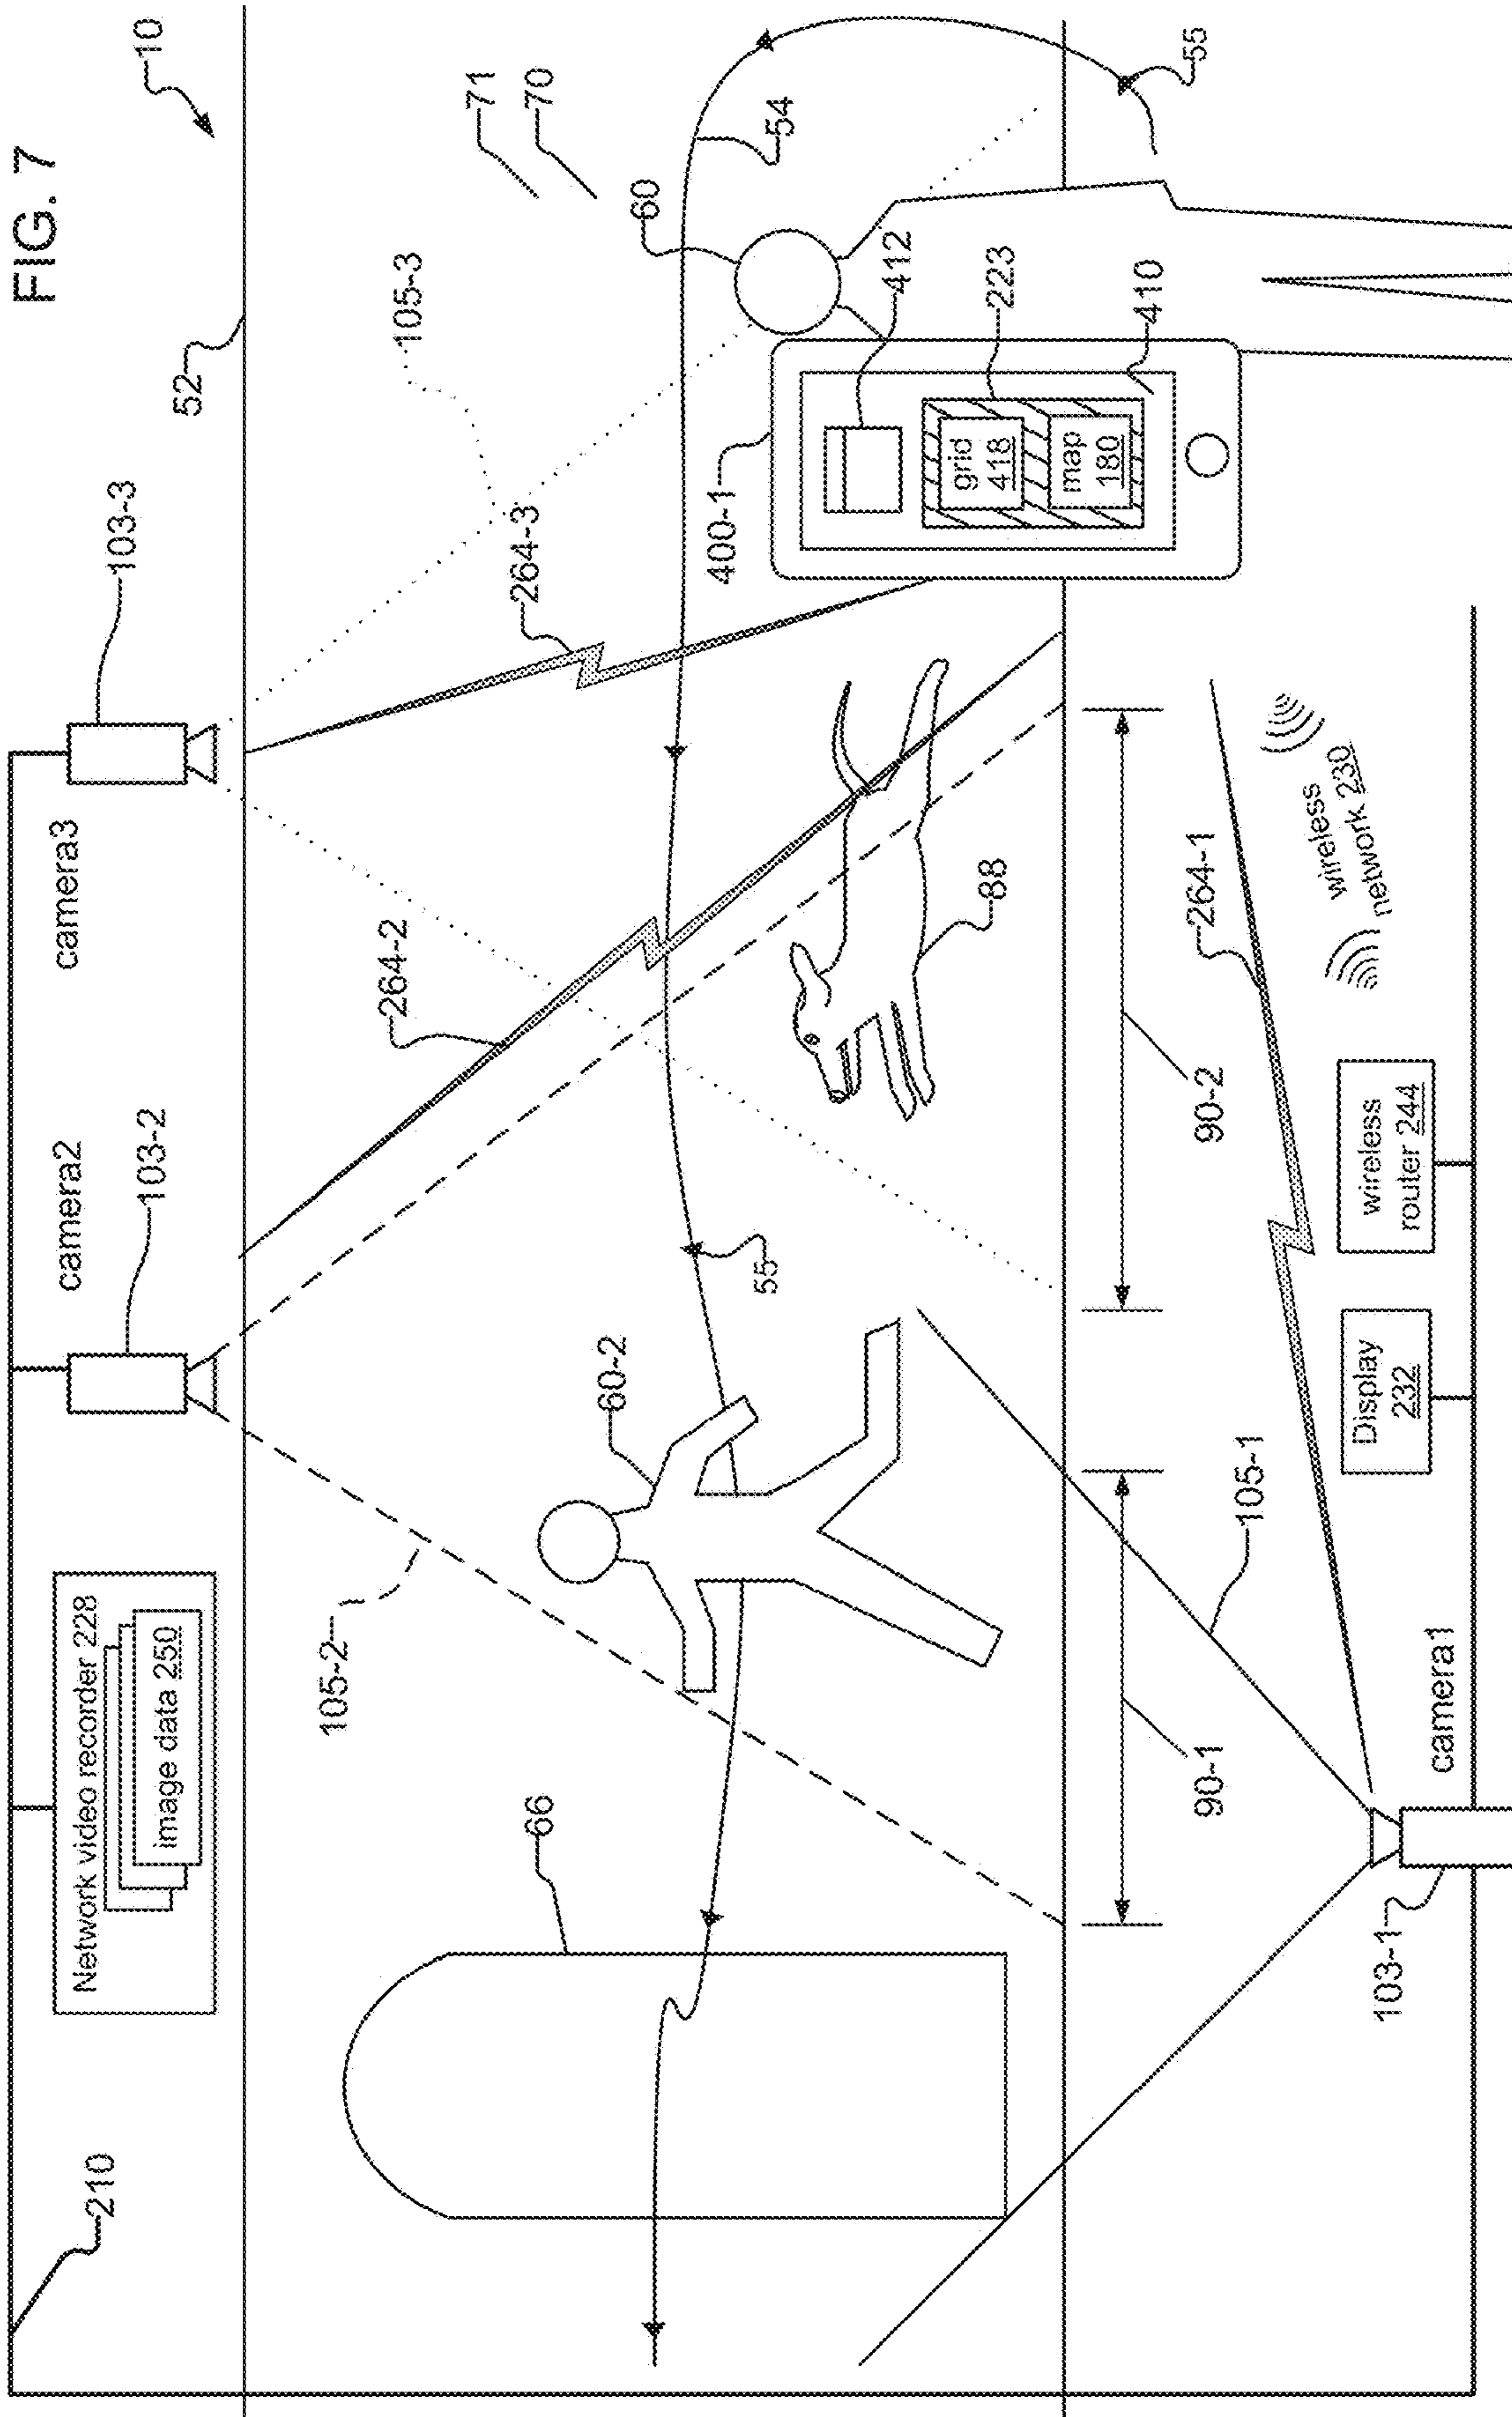 FIG. 7
10
210
Network video recorder 228
image data 250
camera2
103-2
camera3
103-3
52
71
70
105-2
264-2
264-3
105-3
60
54
66
60-2
55
400-1
412
88
grid
418
map
180
223
410
55
90-1
90-2
105-1
264-1
wireless
network 230
Display
232
wireless
router 244
103-1
camera1